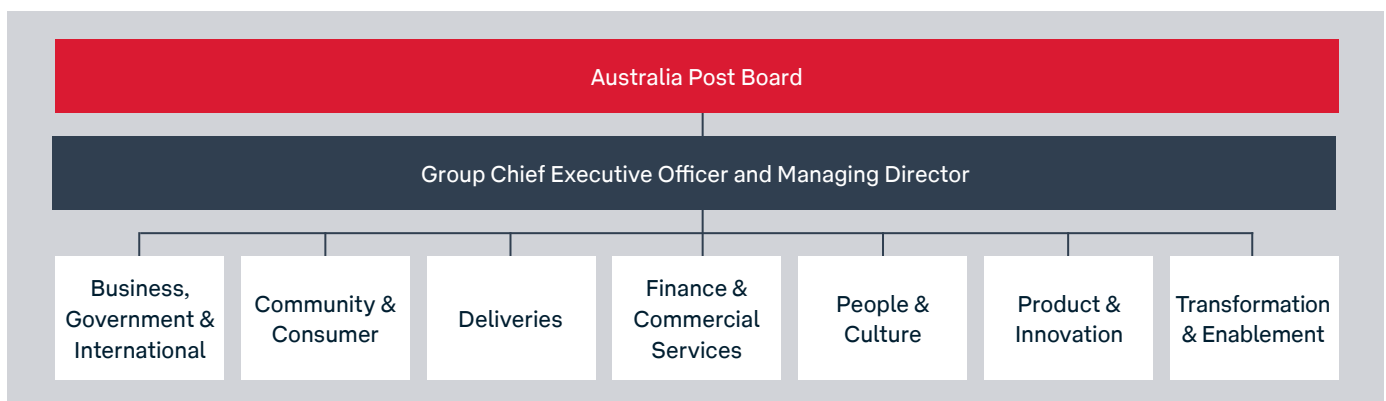 Australia Post Board
Group Chief Executive Officer and Managing Director
Business,
Government &
International
Community &
Consumer
Deliveries
Finance &
Commercial
Services
People &
Culture
Product &
Innovation
Transformation
& Enablement